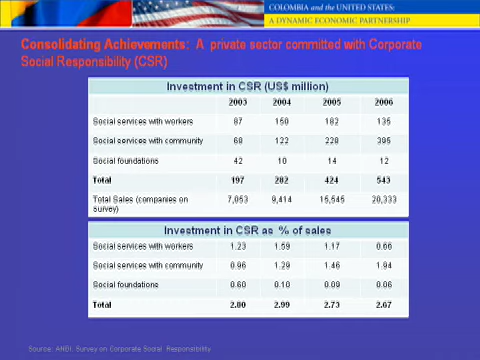 COLOMBIA and the UNITED STATES:
A DYNAMIC ECONOMIC PARTNERSHIP
Consolidating Achievements: A private sector committed with Corporate
Social Responsibility (CSR)
Investment in CSR (US$ million)
2003 2004 2005 2006
Social services with workers 87 150 182 135
Social services with community 68 122 228 395
Social foundations 42 10 14 12
Total 197 282 424 543
Total Sales (companies on survey) 7,053 9,414 15,545 20,333
Investment in CSR as % of sales
Social services with workers 1.23 1.59 1.17 0.66
Social services with community 0.96 1.29 1.46 1.94
Social foundations 0.60 0.10 0.09 0.06
Total 2.80 2.99 2.73 2.67
Source: ANDI, Survey on Corporate Social Responsibility